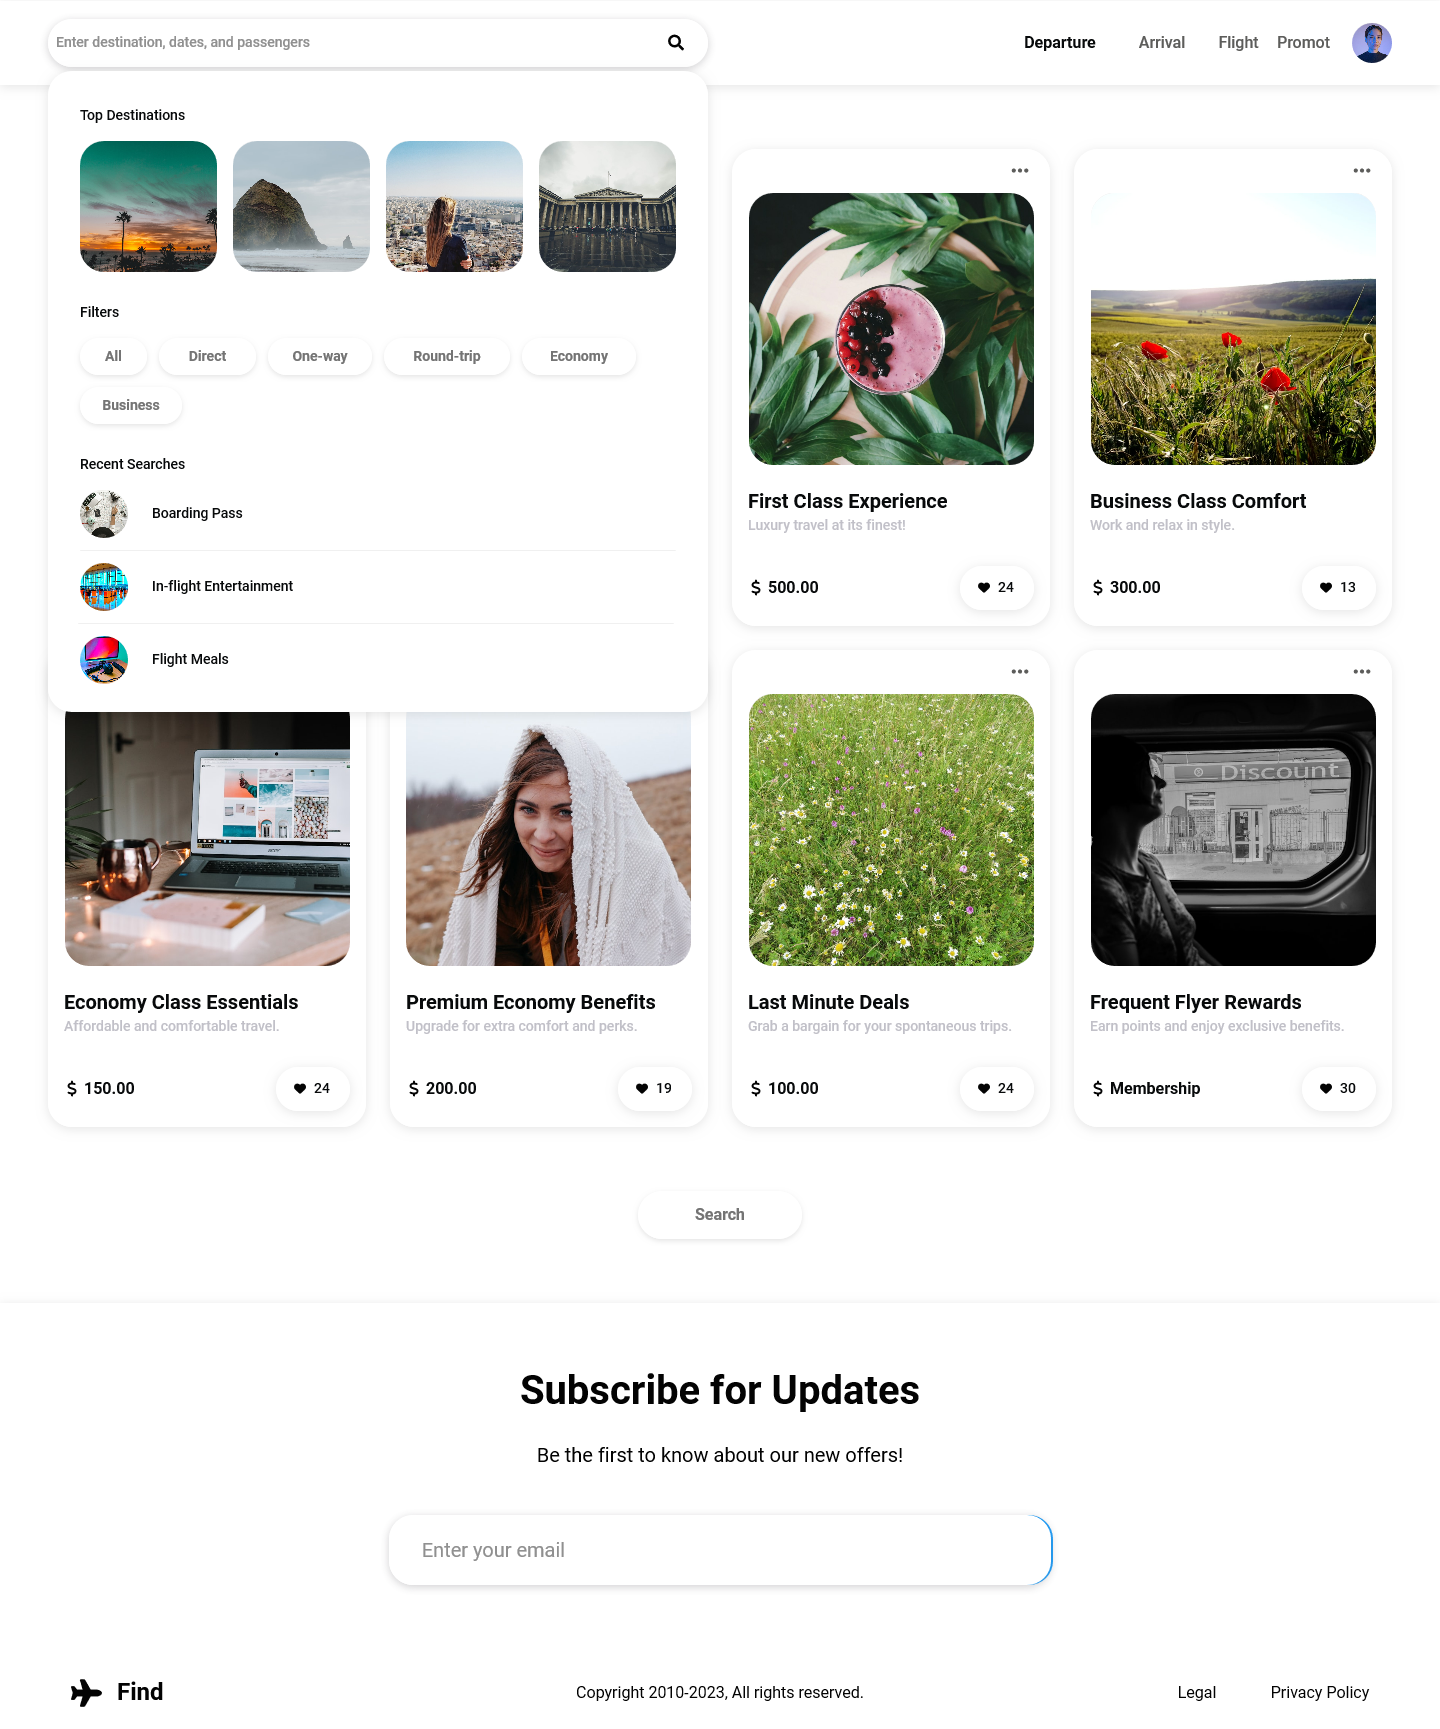 Enter destination, dates, and passengers
Departure
Arrival
Flight
Promot
Top Destinations
Filters
All
Direct
One-way
Round-trip
Economy
Business
Recent Searches
Boarding Pass
In-flight Entertainment
Flight Meals
First Class Experience
Luxury travel at its finest!
$ 500.00
24
Business Class Comfort
Work and relax in style.
$ 300.00
13
acer
Discount
Economy Class Essentials
Affordable and comfortable travel.
$ 150.00
24
Premium Economy Benefits
Upgrade for extra comfort and perks.
$ 200.00
19
Last Minute Deals
Grab a bargain for your spontaneous trips.
$ 100.00
24
Frequent Flyer Rewards
Earn points and enjoy exclusive benefits.
$ Membership
30
Search
Subscribe for Updates
Be the first to know about our new offers!
Enter your email
Find
Copyright 2010-2023, All rights reserved.
Legal
Privacy Policy